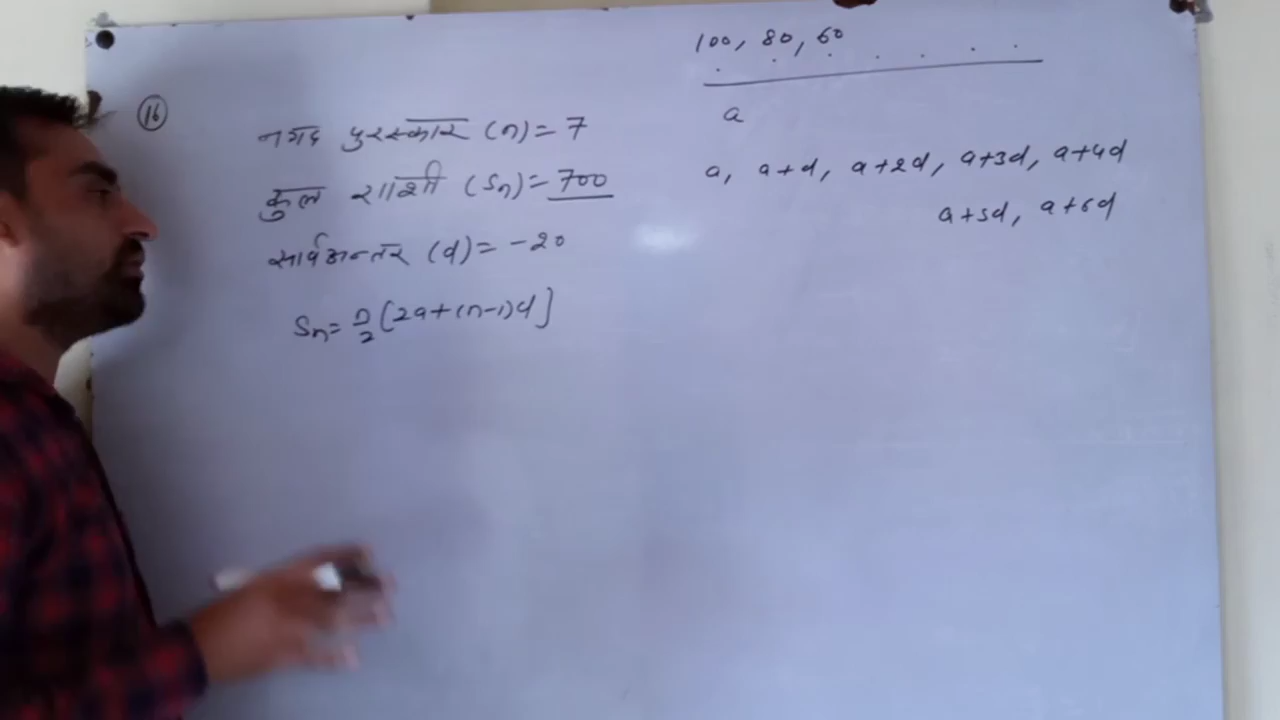 100, 80, 60 . . . .
(16)
नगद पुरस्कार (n) = 7
a
कुल राशी (Sn) = 700
a, a+d, a+2d, a+3d, a+4d
a+5d, a+6d
सार्वअन्तर (d) = -20
Sn = n/2 [2a+(n-1)d]